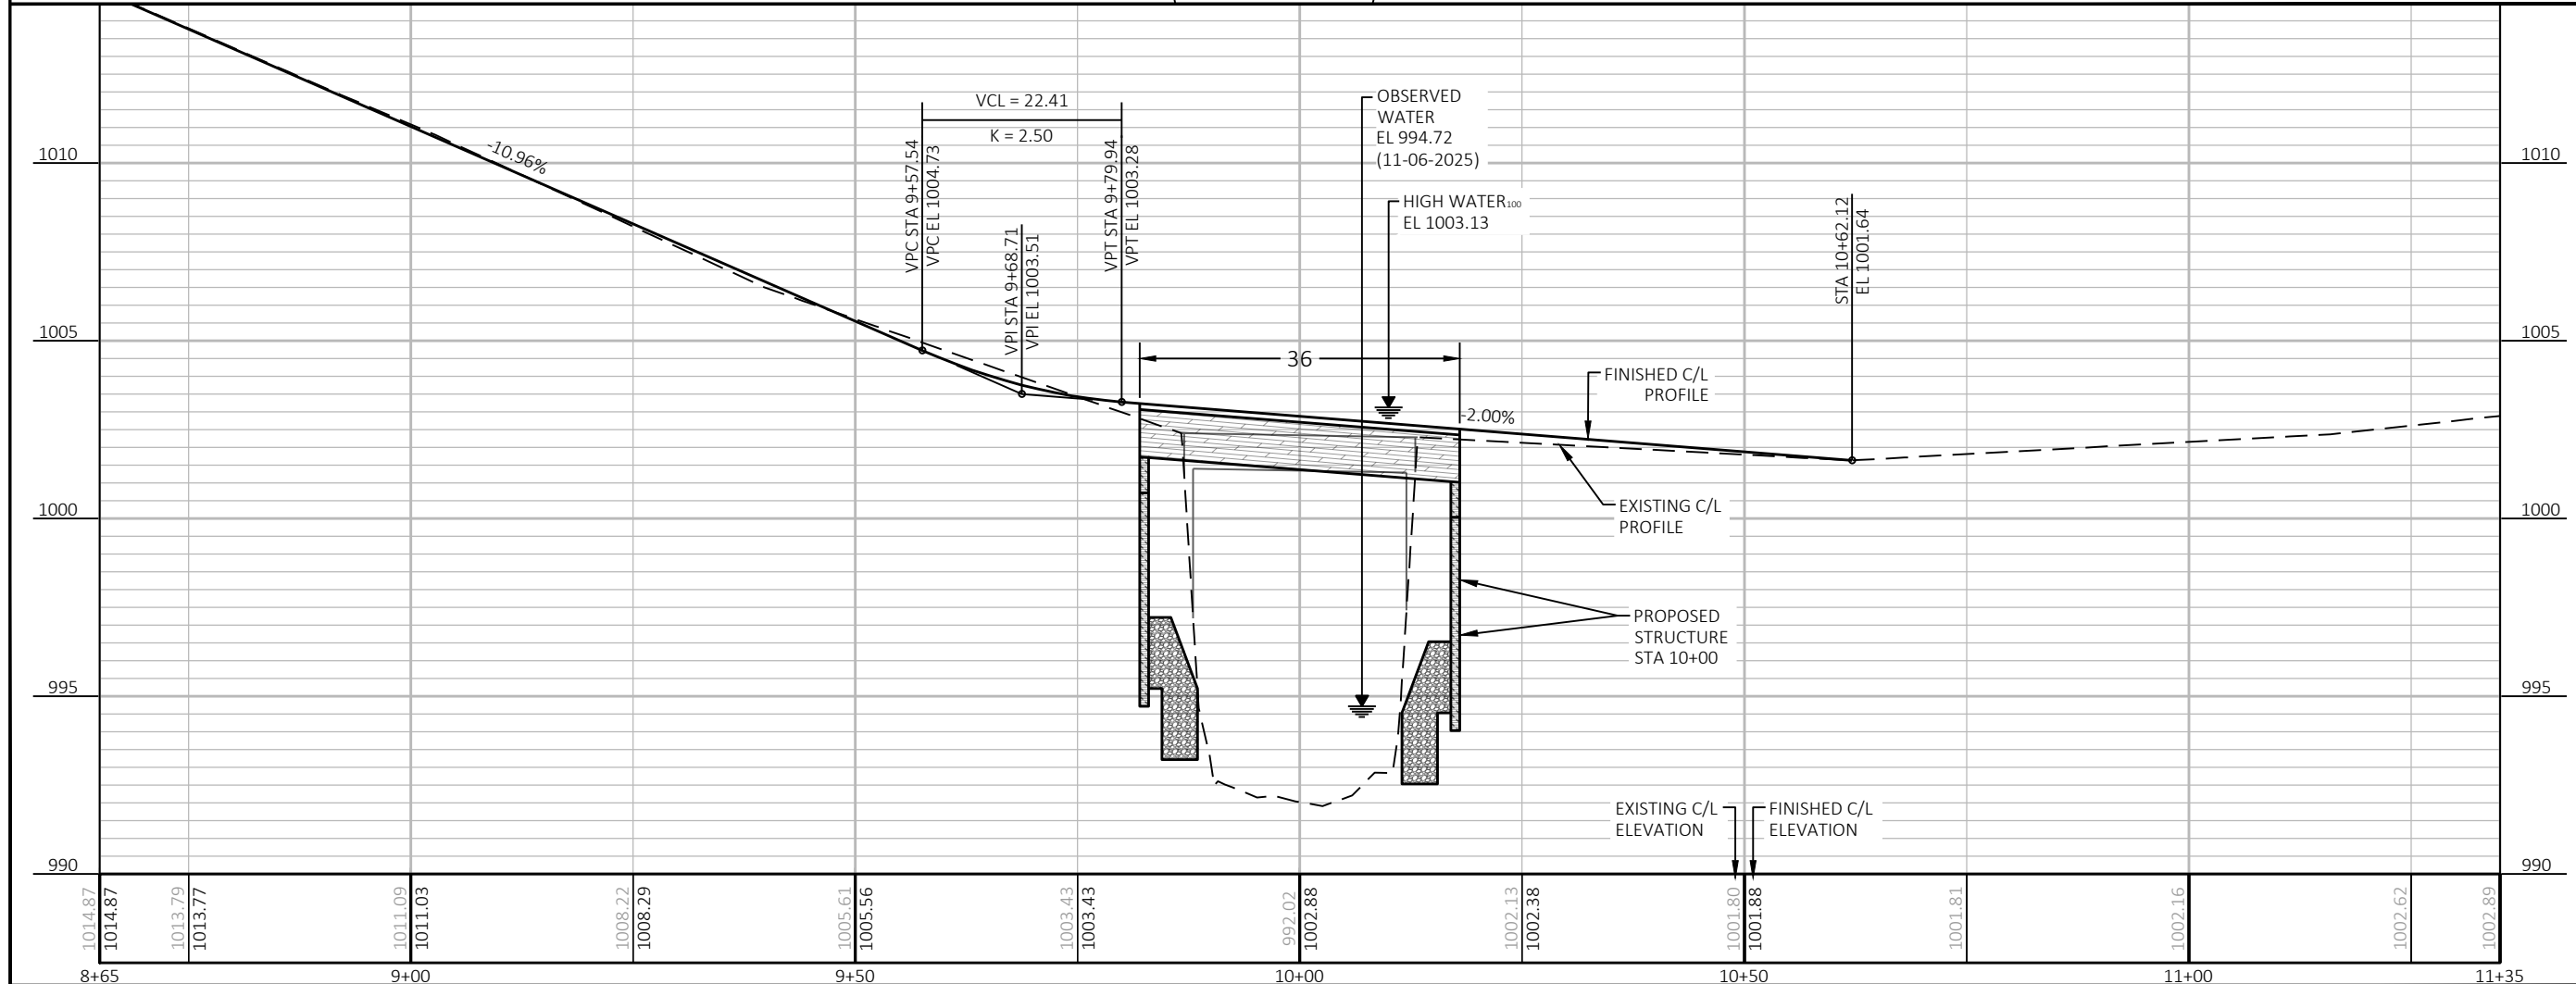 VCL = 22.41
K = 2.50
-10.96%
VPC STA 9+57.54
VPC EL 1004.73
VPI STA 9+68.71
VPI EL 1003.51
VPT STA 9+79.94
VPT EL 1003.28
OBSERVED
WATER
EL 994.72
(11-06-2025)
HIGH WATER₁₀₀
EL 1003.13
STA 10+62.12
EL 1001.64
36
-2.00%
FINISHED C/L
PROFILE
EXISTING C/L
PROFILE
PROPOSED
STRUCTURE
STA 10+00
EXISTING C/L
ELEVATION
FINISHED C/L
ELEVATION
1010
1005
1000
995
990
1010
1005
1000
995
990
1014.87
1014.87
1013.79
1013.77
1011.09
1011.03
1008.22
1008.29
1005.61
1005.56
1003.43
1003.43
992.02
1002.88
1002.13
1002.38
1001.80
1001.88
1001.81
1002.16
1002.62
1002.89
8+65
9+00
9+50
10+00
10+50
11+00
11+35